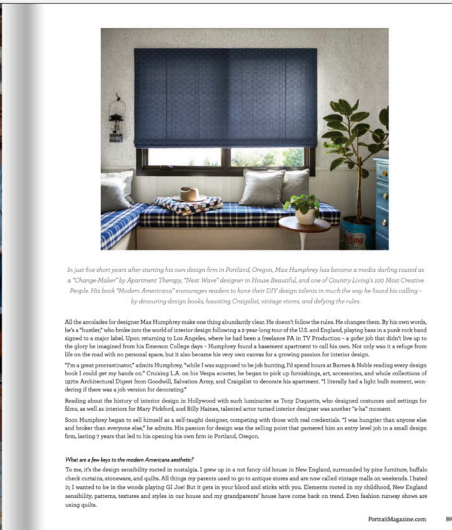 In just five short years after starting his own design firm in Portland, Oregon, Max Humphrey has become a media darling touted as
a "Change-Maker" by Apartment Therapy, "Next Wave" designer in House Beautiful, and one of Country Living's 100 Most Creative
People. His book "Modern Americana" encourages readers to hone their DIY design talents in much the way he found his calling –
by devouring design books, haunting Craigslist, vintage stores, and defying the rules.
All the accolades for designer Max Humphrey make one thing abundantly clear. He doesn't follow the rules. He changes them. By his own words,
he's a "hustler," who broke into the world of interior design following a 2-year-long tour of the U.S. and England, playing bass in a punk rock band
signed to a major label. Upon returning to Los Angeles, where he had been a freelance PA in TV Production – a gofer job that didn't live up to
the glory he imagined from his Emerson College days – Humphrey found a basement apartment to call his own. Not only was it a refuge from
life on the road with no personal space, but it also became his very own canvas for a growing passion for interior design.
"I'm a great procrastinator," admits Humphrey, "while I was supposed to be job hunting, I'd spend hours at Barnes & Noble reading every design
book I could get my hands on." Cruising L.A. on his Vespa scooter, he began to pick up furnishings, art, accessories, and whole collections of
1970s Architectural Digest from Goodwill, Salvation Army, and Craigslist to decorate his apartment. "I literally had a light bulb moment, won-
dering if there was a job version for decorating."
Reading about the history of interior design in Hollywood with such luminaries as Tony Duquette, who designed costumes and settings for
films, as well as interiors for Mary Pickford, and Billy Haines, talented actor turned interior designer was another "a-ha" moment.
Soon Humphrey began to sell himself as a self-taught designer, competing with those with real credentials. "I was hungrier than anyone else
and broker than everyone else," he admits. His passion for design was the selling point that garnered him an entry level job in a small design
firm, lasting 7 years that led to his opening his own firm in Portland, Oregon.
What are a few keys to the modern Americana aesthetic?
To me, it's the design sensibility rooted in nostalgia. I grew up in a not fancy old house in New England, surrounded by pine furniture, buffalo
check curtains, stoneware, and quilts. All things my parents used to go to antique stores and are now called vintage malls on weekends. I hated
it; I wanted to be in the woods playing GI Joe! But it gets in your blood and sticks with you. Elements rooted in my childhood, New England
sensibility, patterns, textures and styles in our house and my grandparents' house have come back on trend. Even fashion runway shows are
using quilts.
PortraitMagazine.com 89